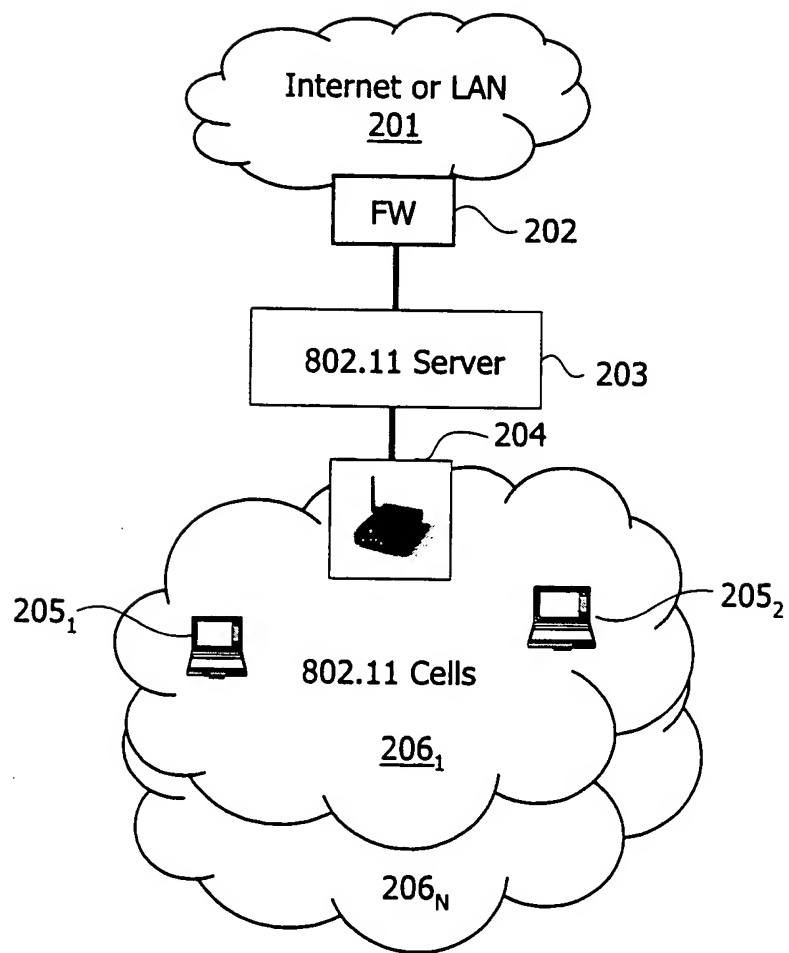 Internet or LAN
201
FW
202
802.11 Server
203
204
205₁
205₂
802.11 Cells
206₁
206N